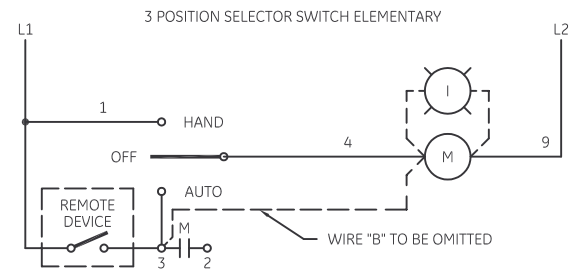 3 POSITION SELECTOR SWITCH ELEMENTARY
L1
L2
1
HAND
I
OFF
4
M
9
AUTO
REMOTE
DEVICE
M
3
2
WIRE "B" TO BE OMITTED